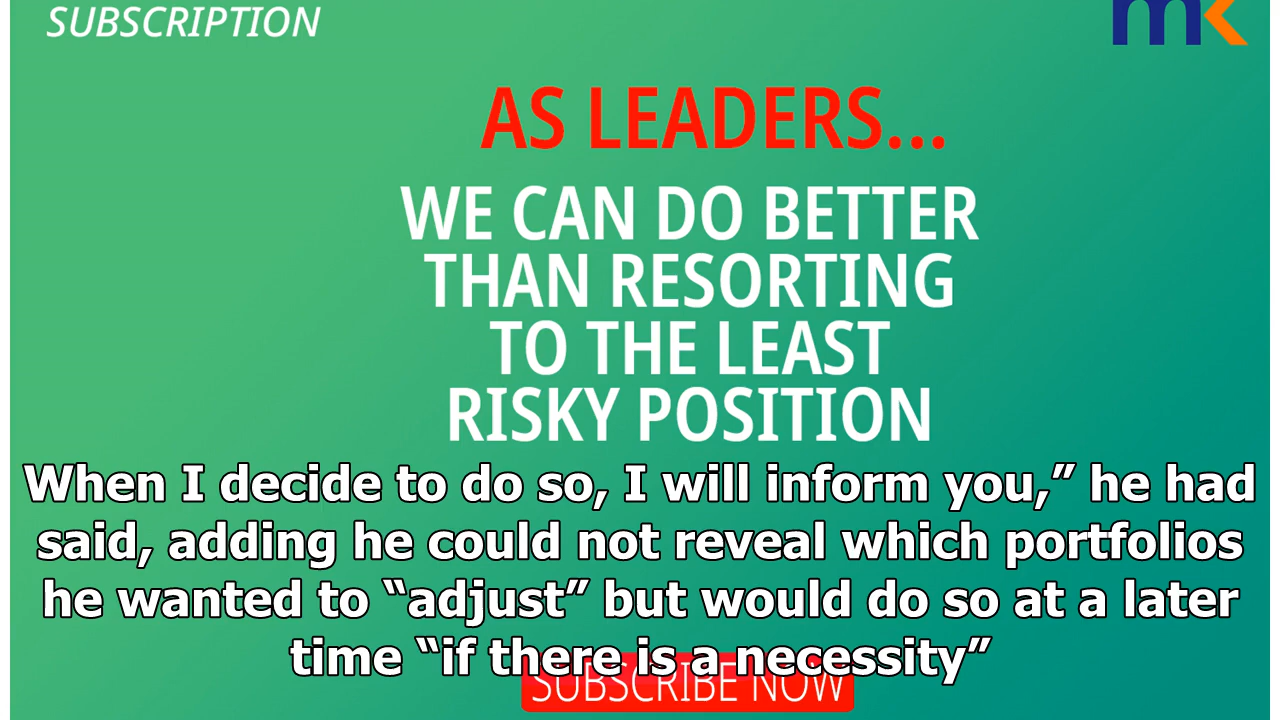 SUBSCRIPTION
mk
AS LEADERS...
WE CAN DO BETTER
THAN RESORTING
TO THE LEAST
RISKY POSITION
When I decide to do so, I will inform you,” he had
said, adding he could not reveal which portfolios
he wanted to “adjust” but would do so at a later
time “if there is a necessity”
SUBSCRIBE NOW